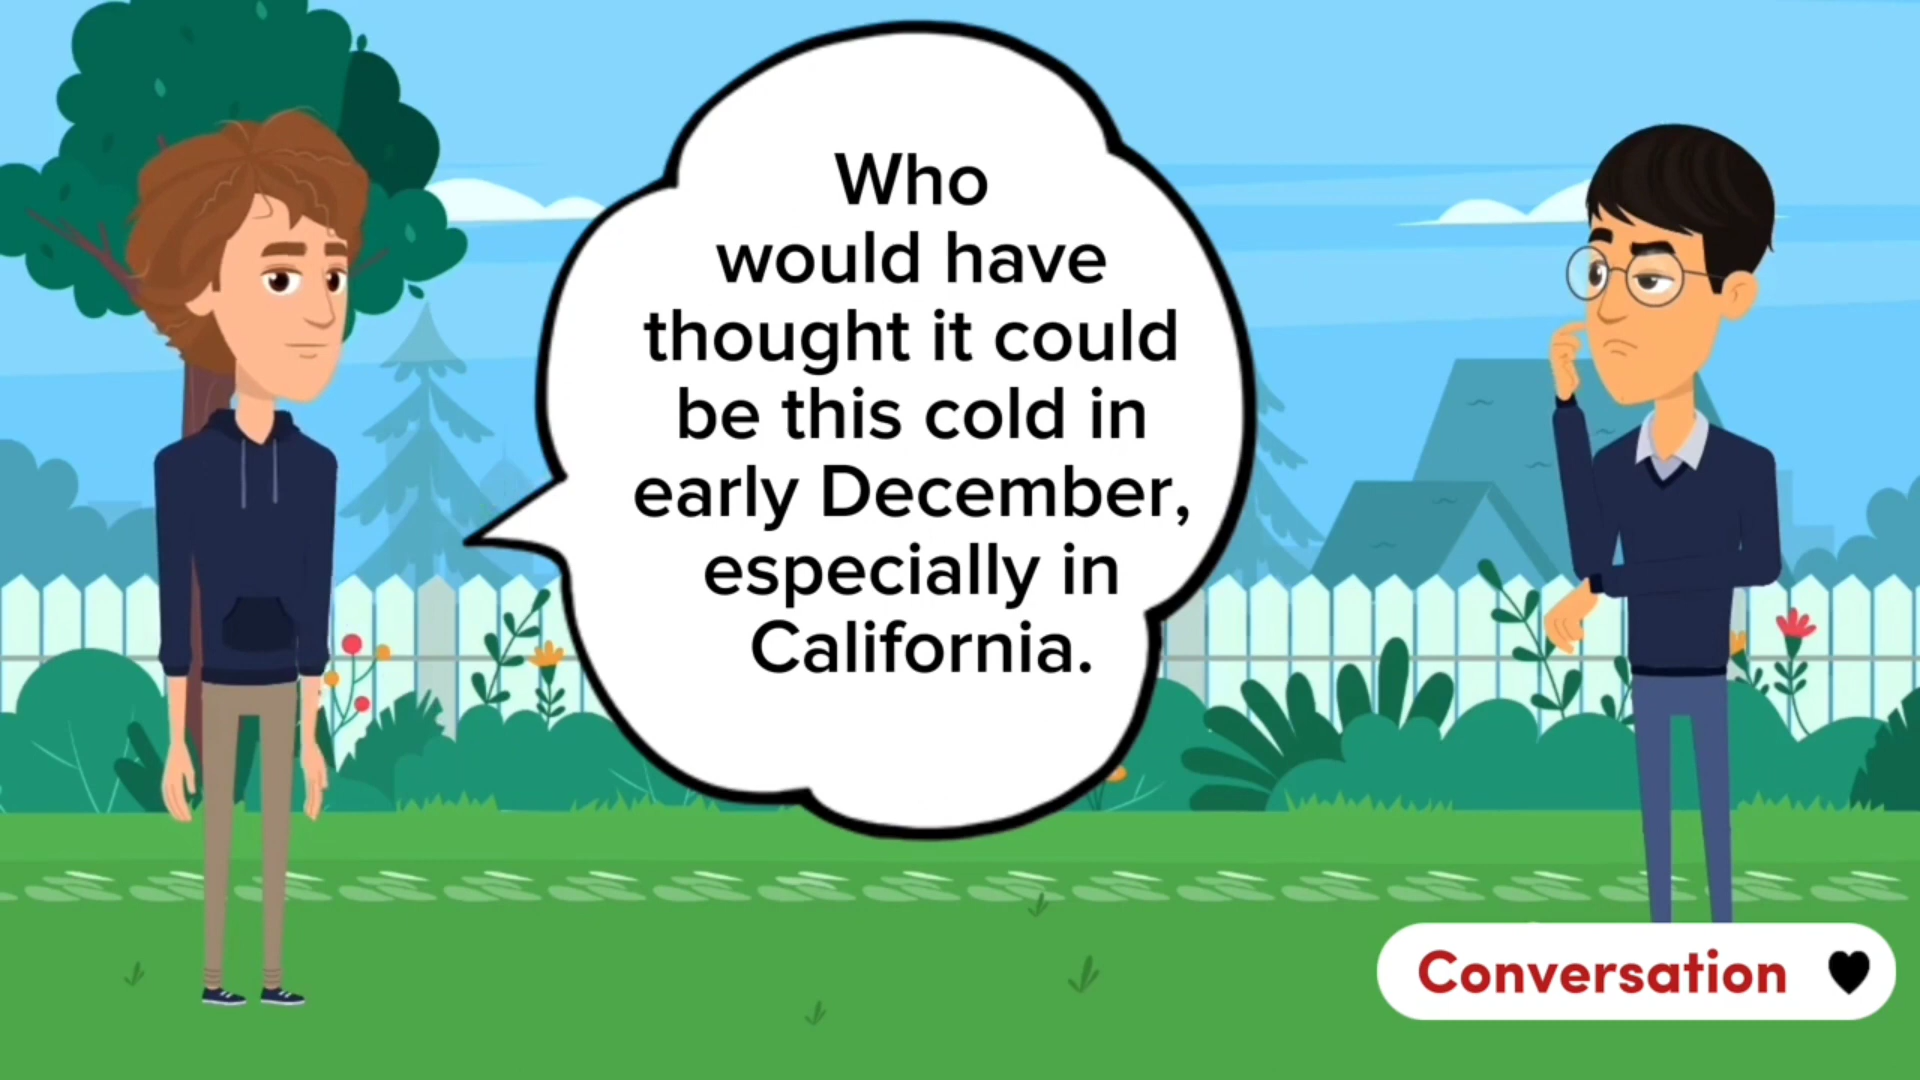 Who
would have
thought it could
be this cold in
early December,
especially in
California.
Conversation